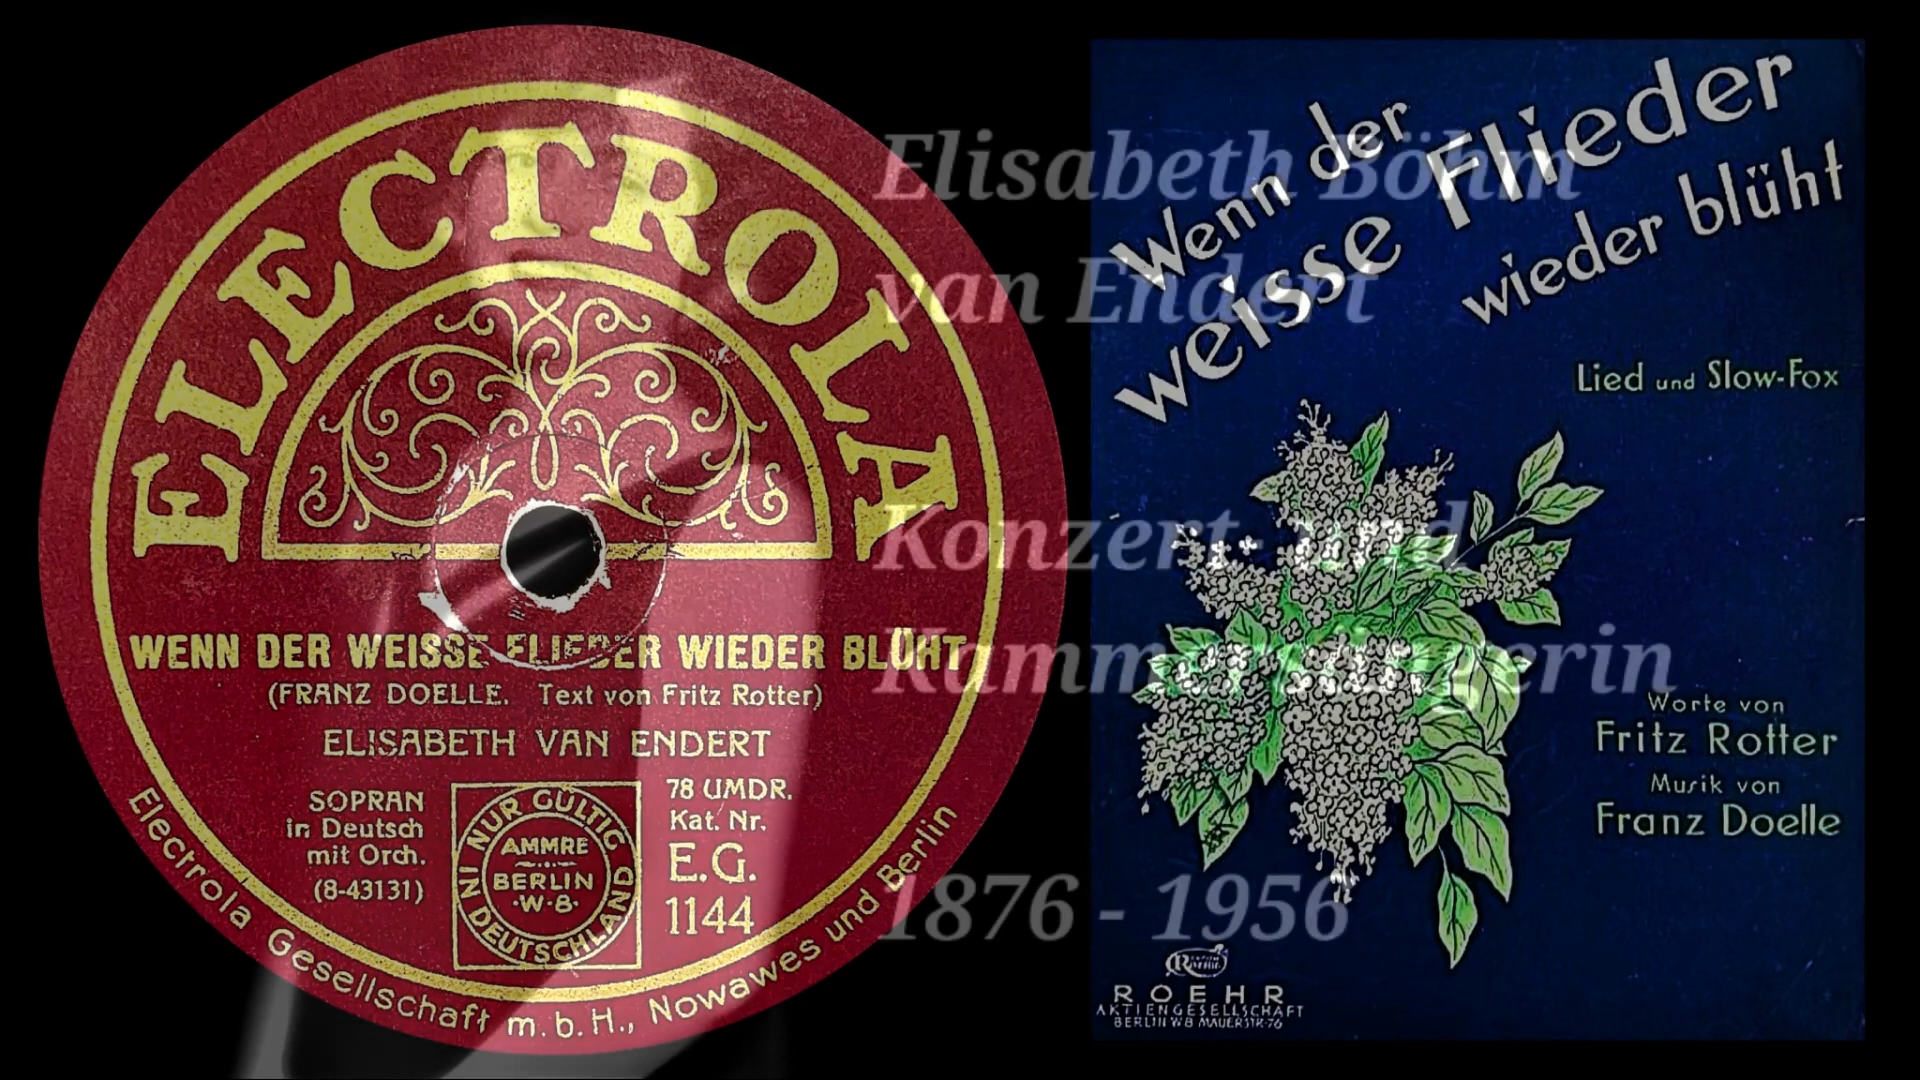 ELECTROLA
WENN DER WEISSE FLIEDER WIEDER BLÜHT
(FRANZ DOELLE. Text von Fritz Rotter)
ELISABETH VAN ENDERT
SOPRAN
in Deutsch
mit Orch.
(8-43131)
NUR GÜLTIG
IN DEUTSCHLAND
AMMRE
BERLIN
·W·8·
78 UMDR.
Kat. Nr.
E.G.
1144
Electrola Gesellschaft m.b.H., Nowawes und Berlin
Elisabeth Böhm
van Endert
Konzert- und
Kammersängerin
1876 - 1956
Wenn der
weisse Flieder
wieder blüht
Lied und Slow-Fox
Worte von
Fritz Rotter
Musik von
Franz Doelle
ROEHR
AKTIENGESELLSCHAFT
BERLIN W8 MAUERSTR·76